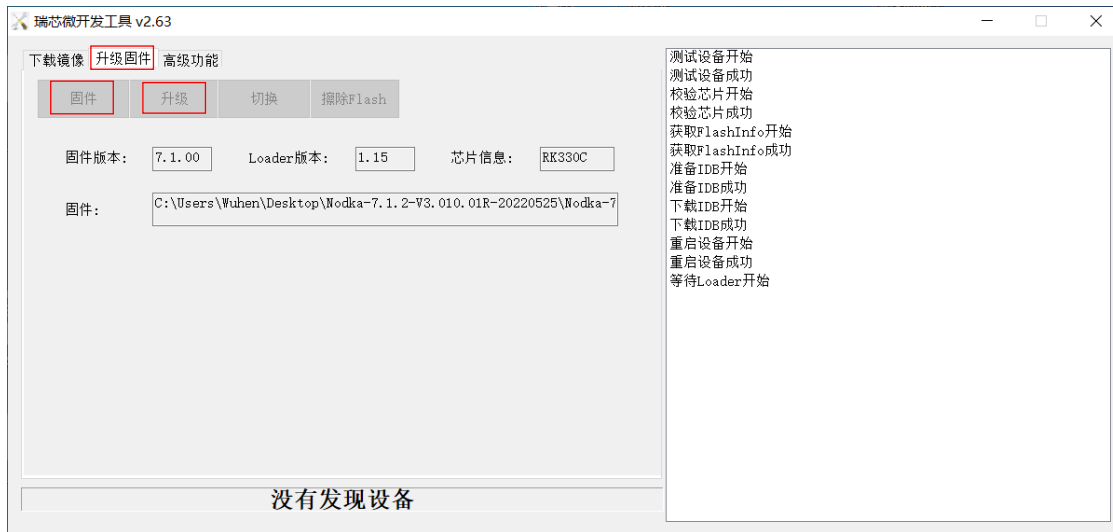 瑞芯微开发工具 v2.63
下载镜像 升级固件 高级功能
固件 升级 切换 擦除Flash
固件版本: 7.1.00 Loader版本: 1.15 芯片信息: RK330C
固件: C:\Users\Wuhen\Desktop\Nodka-7.1.2-V3.010.01R-20220525\Nodka-7
没有发现设备
测试设备开始
测试设备成功
校验芯片开始
校验芯片成功
获取FlashInfo开始
获取FlashInfo成功
准备IDB开始
准备IDB成功
下载IDB开始
下载IDB成功
重启设备开始
重启设备成功
等待Loader开始